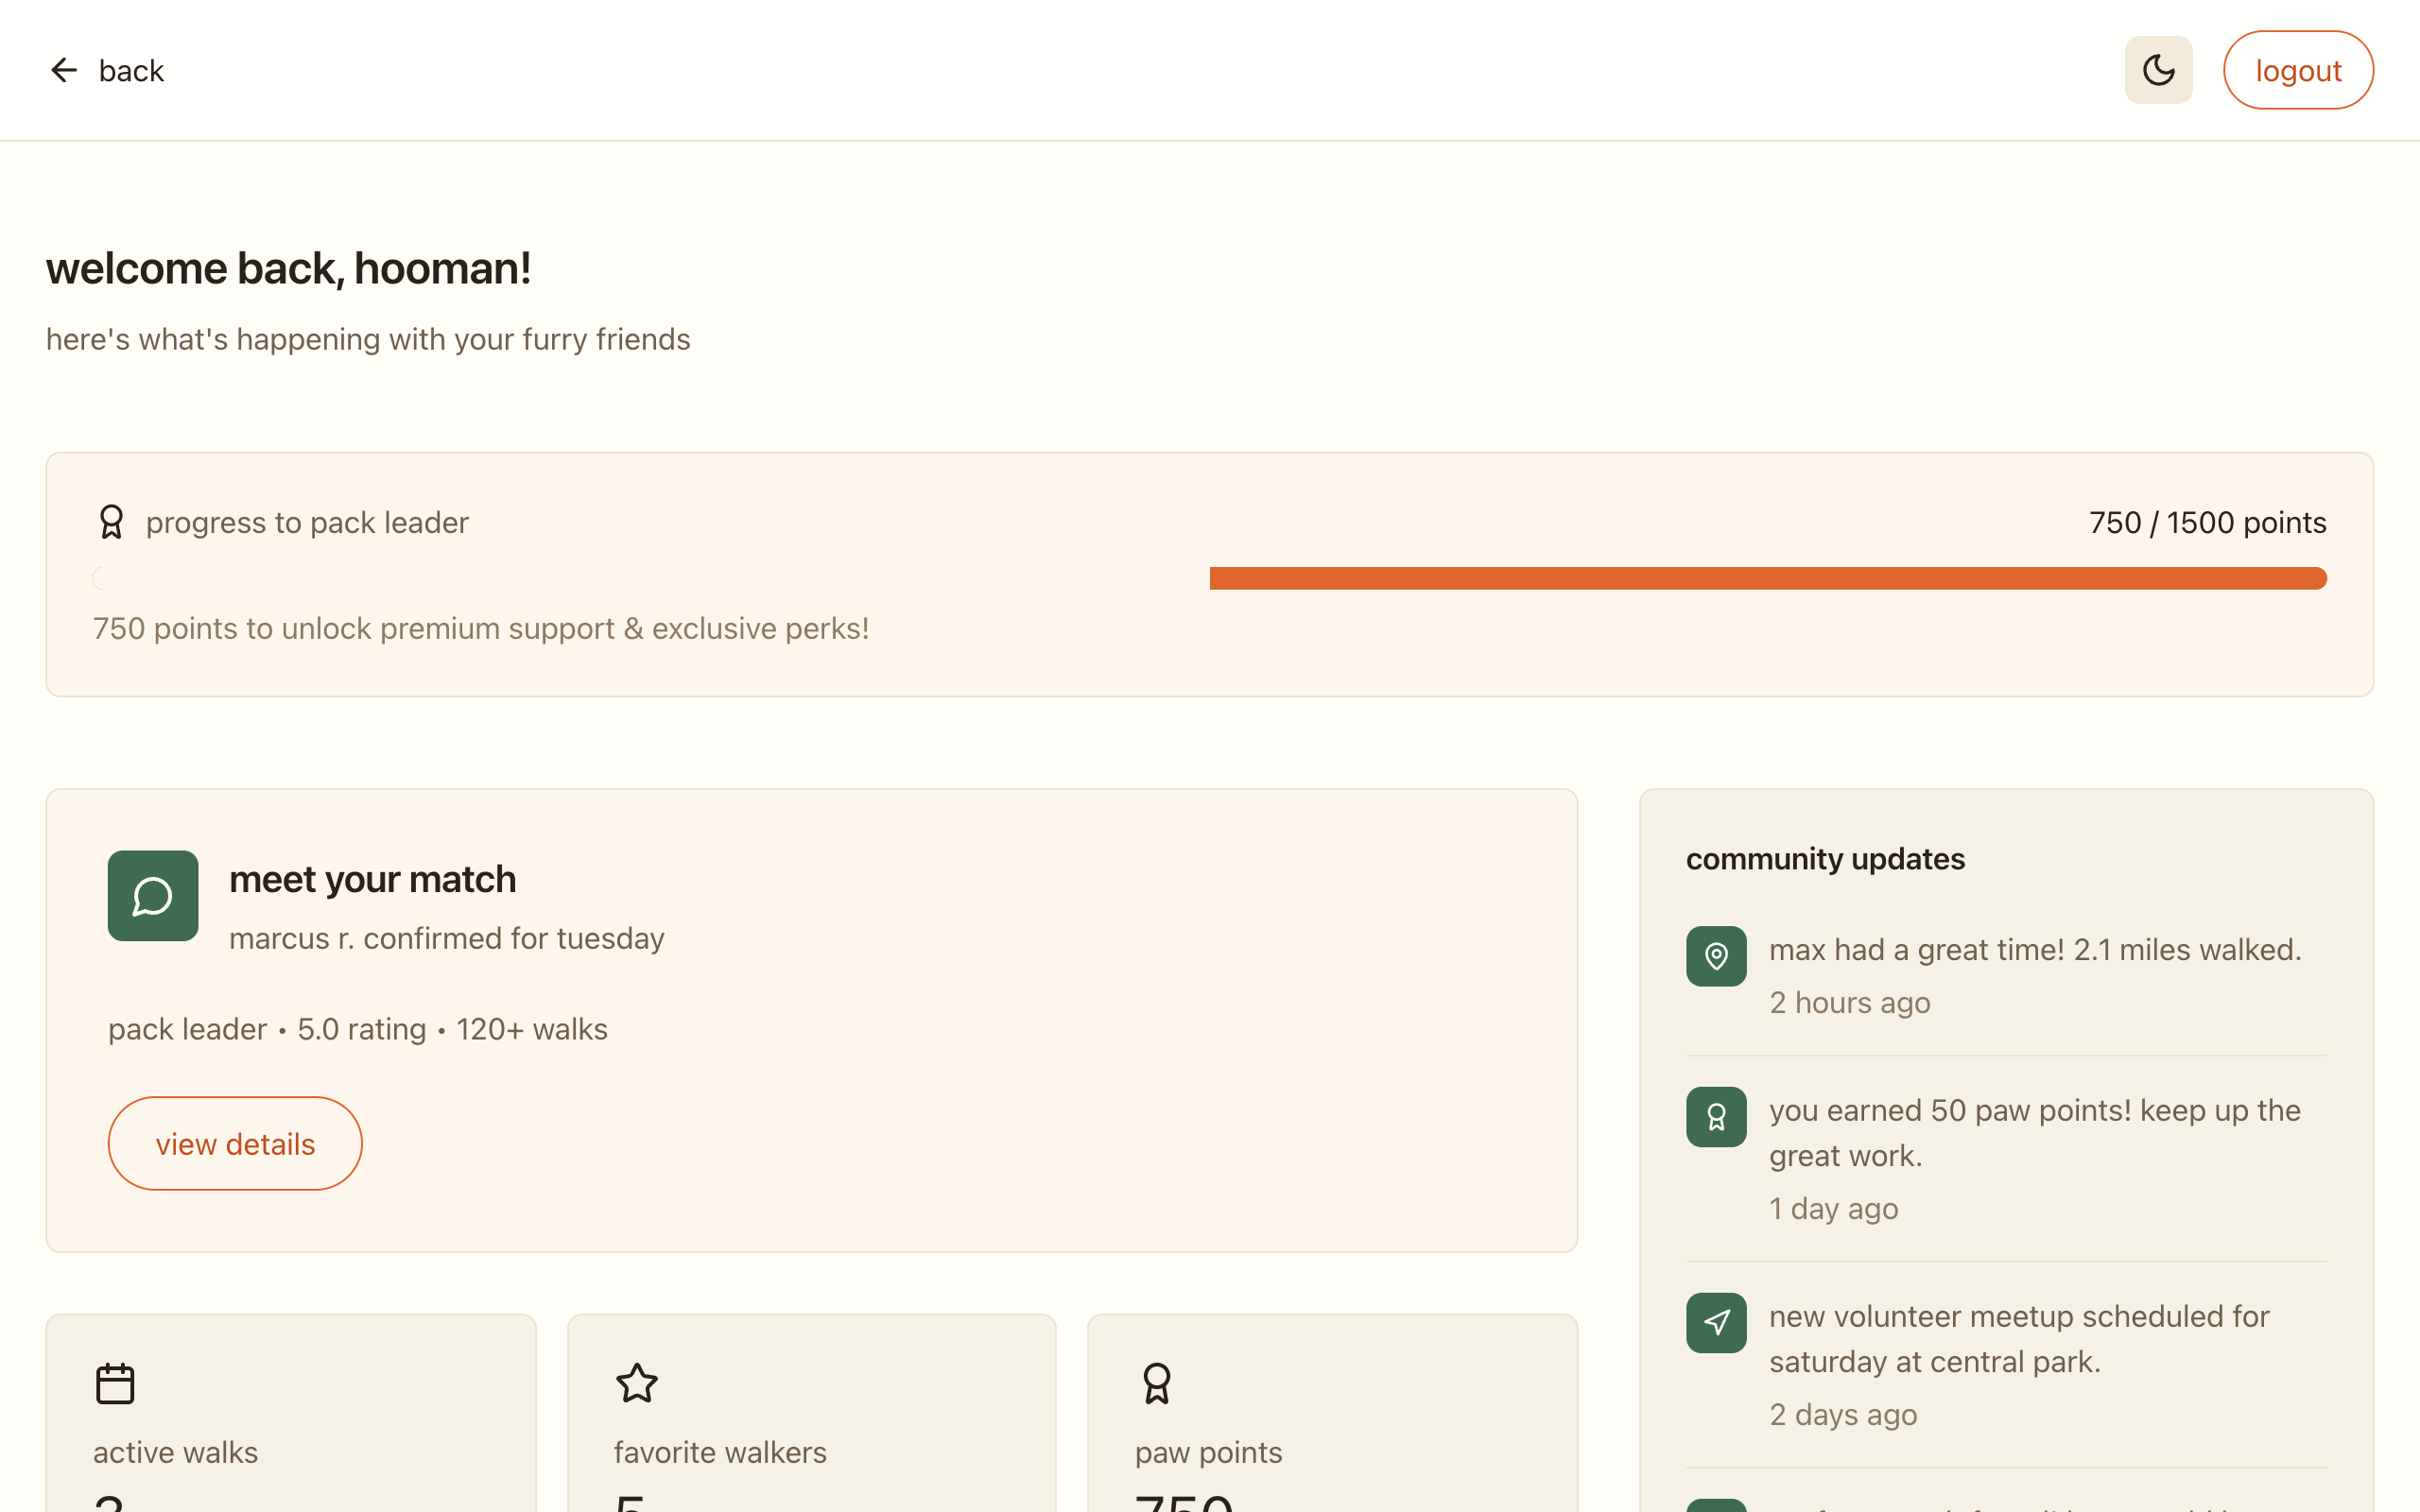 back
logout
welcome back, hooman!
here's what's happening with your furry friends
progress to pack leader
750 / 1500 points
750 points to unlock premium support & exclusive perks!
meet your match
marcus r. confirmed for tuesday
pack leader • 5.0 rating • 120+ walks
view details
active walks
favorite walkers
5
paw points
750
community updates
max had a great time! 2.1 miles walked.
2 hours ago
you earned 50 paw points! keep up the
great work.
1 day ago
new volunteer meetup scheduled for
saturday at central park.
2 days ago